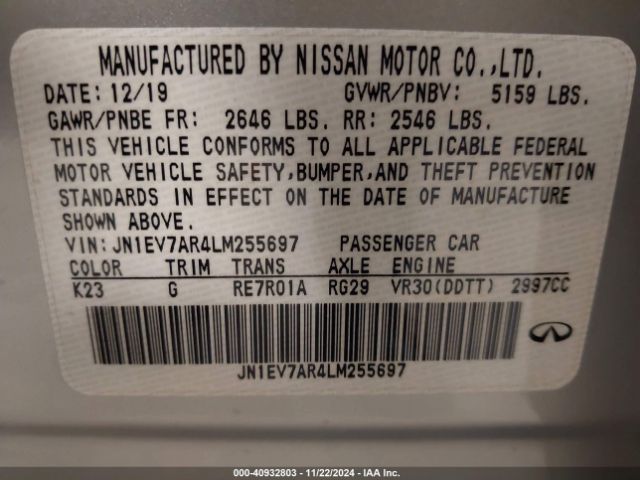 MANUFACTURED BY NISSAN MOTOR CO.,LTD.
DATE: 12/19 GVWR/PNBV: 5159 LBS.
GAWR/PNBE FR: 2646 LBS. RR: 2546 LBS.
THIS VEHICLE CONFORMS TO ALL APPLICABLE FEDERAL
MOTOR VEHICLE SAFETY,BUMPER,AND THEFT PREVENTION
STANDARDS IN EFFECT ON THE DATE OF MANUFACTURE
SHOWN ABOVE.
VIN:JN1EV7AR4LM255697 PASSENGER CAR
COLOR TRIM TRANS AXLE ENGINE
K23 G RE7R01A RG29 VR30(DDTT) 2997CC
JN1EV7AR4LM255697
000-40932803 - 11/22/2024 - IAA Inc.